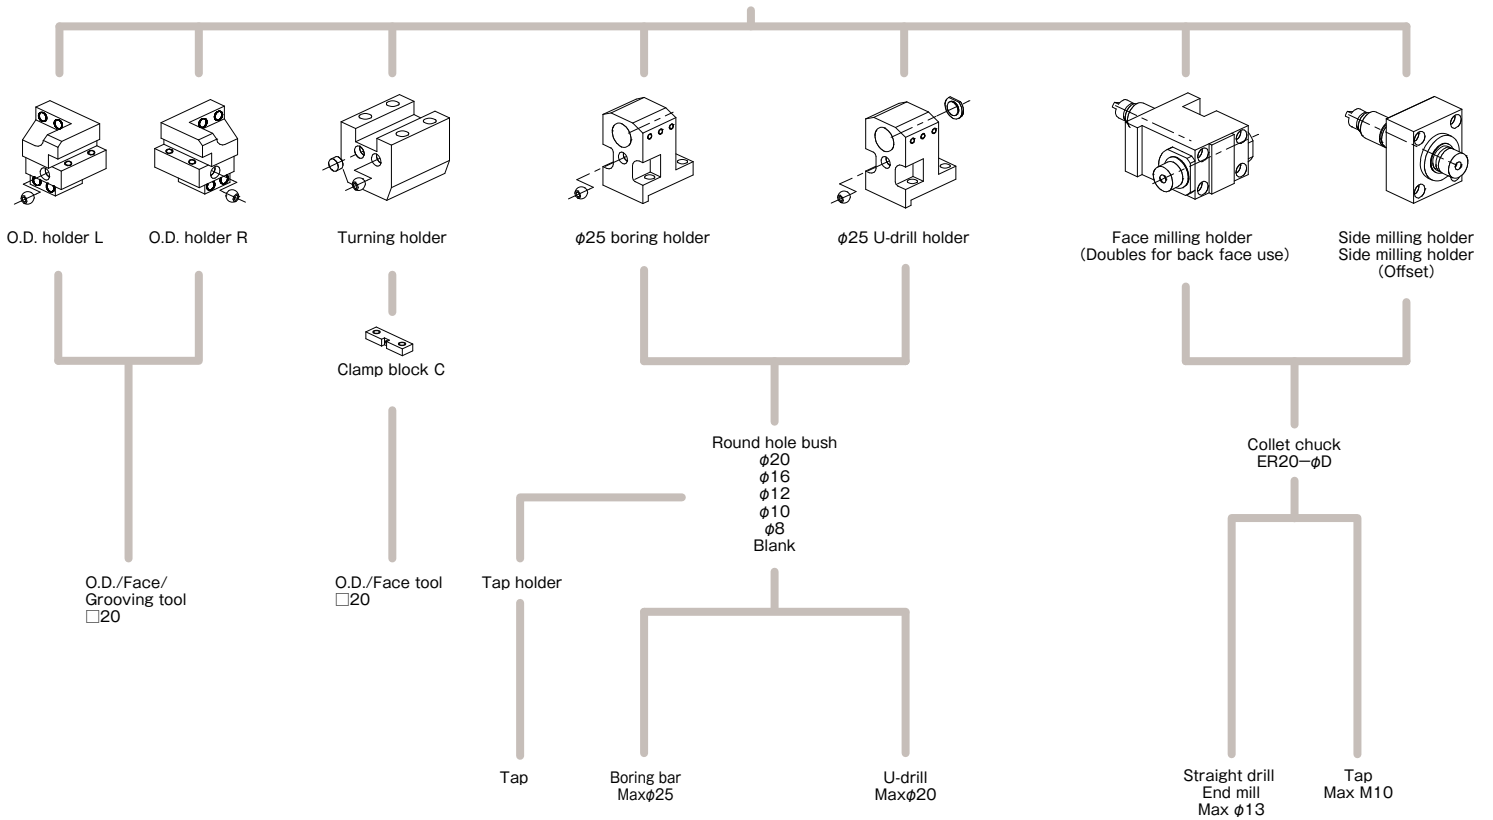 O.D. holder L
O.D. holder R
Turning holder
φ25 boring holder
φ25 U-drill holder
Face milling holder
(Doubles for back face use)
Side milling holder
Side milling holder
(Offset)
Clamp block C
Round hole bush
φ20
φ16
φ12
φ10
φ8
Blank
Collet chuck
ER20−φD
O.D./Face/
Grooving tool
□20
O.D./Face tool
□20
Tap holder
Tap
Boring bar
Maxφ25
U-drill
Maxφ20
Straight drill
End mill
Max φ13
Tap
Max M10